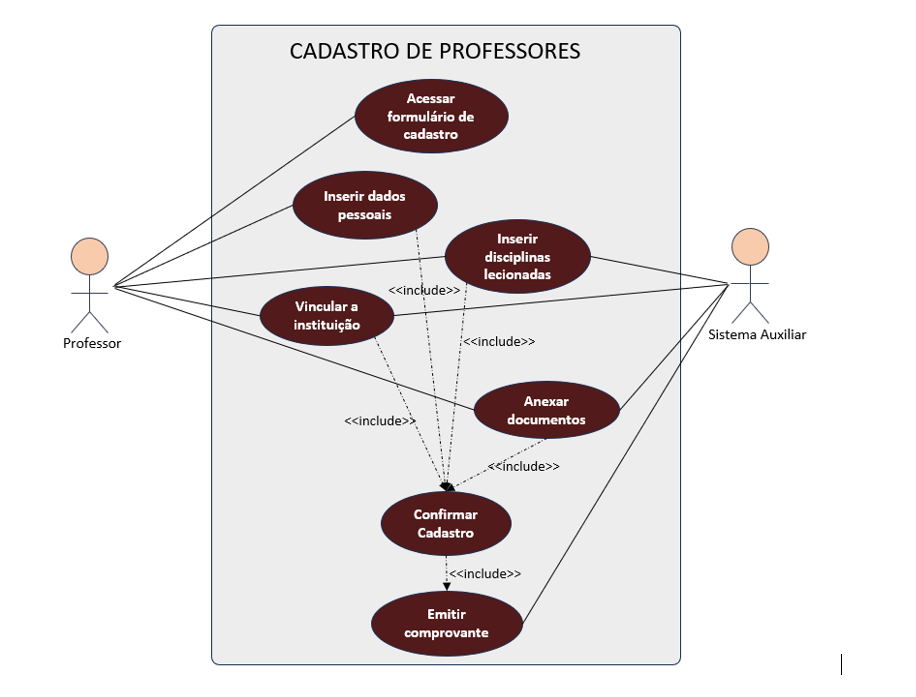 CADASTRO DE PROFESSORES
Acessar
formulário de
cadastro
Inserir dados
pessoais
Inserir
disciplinas
lecionadas
<<include>>
Vincular a
instituição
Professor
Sistema Auxiliar
<<include>>
Anexar
documentos
<<include>>
<<include>>
Confirmar
Cadastro
<<include>>
Emitir
comprovante